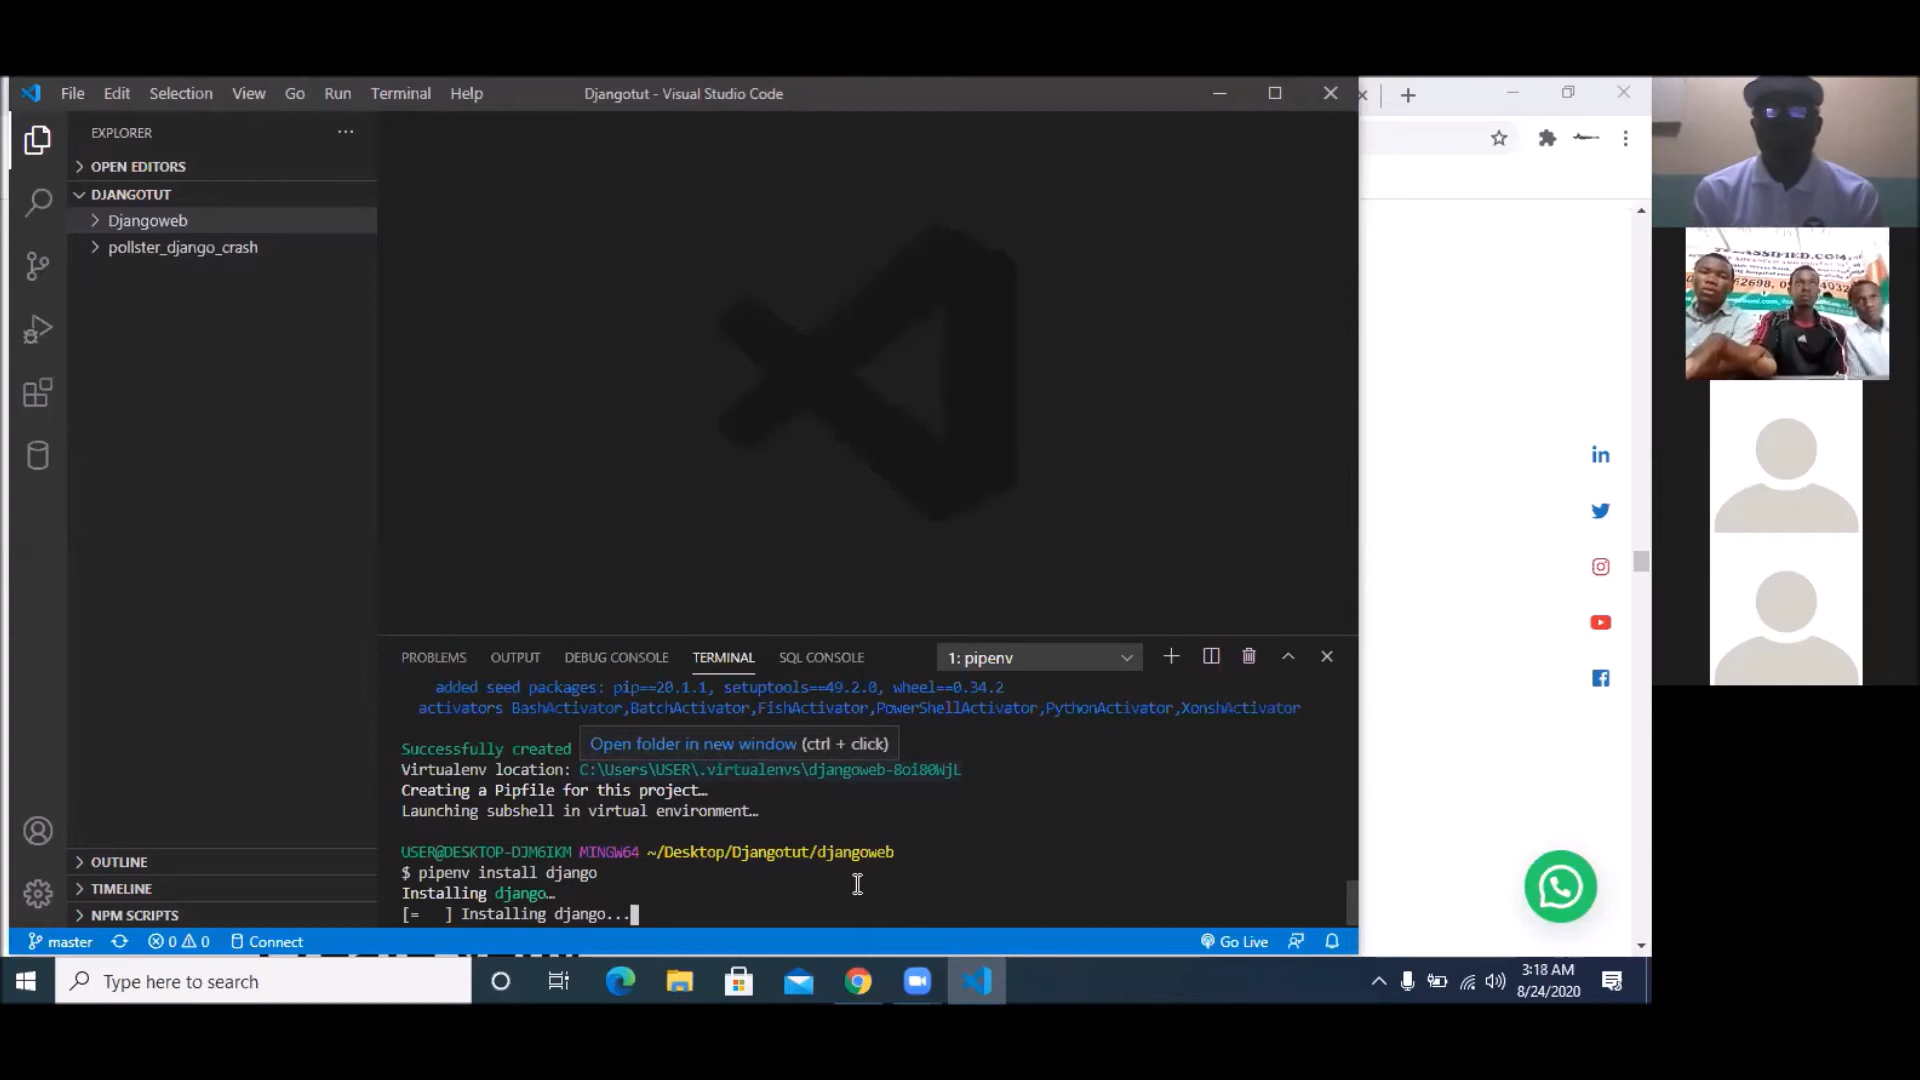 File Edit Selection View Go Run Terminal Help
Djangotut - Visual Studio Code
EXPLORER
OPEN EDITORS
DJANGOTUT
Djangoweb
pollster_django_crash
OUTLINE
TIMELINE
NPM SCRIPTS
PROBLEMS OUTPUT DEBUG CONSOLE TERMINAL SQL CONSOLE 1: pipenv
added seed packages: pip==20.1.1, setuptools==49.2.0, wheel==0.34.2
activators BashActivator,BatchActivator,FishActivator,PowerShellActivator,PythonActivator,XonshActivator
Successfully created
Open folder in new window (ctrl + click)
Virtualenv location: C:\Users\USER\.virtualenvs\djangoweb-8oi80WjL
Creating a Pipfile for this project…
Launching subshell in virtual environment…
USER@DESKTOP-DJM6IKM MINGW64 ~/Desktop/Djangotut/djangoweb
$ pipenv install django
Installing django…
[= ] Installing django...
master 0 0 Connect Go Live
Type here to search
3:18 AM
8/24/2020